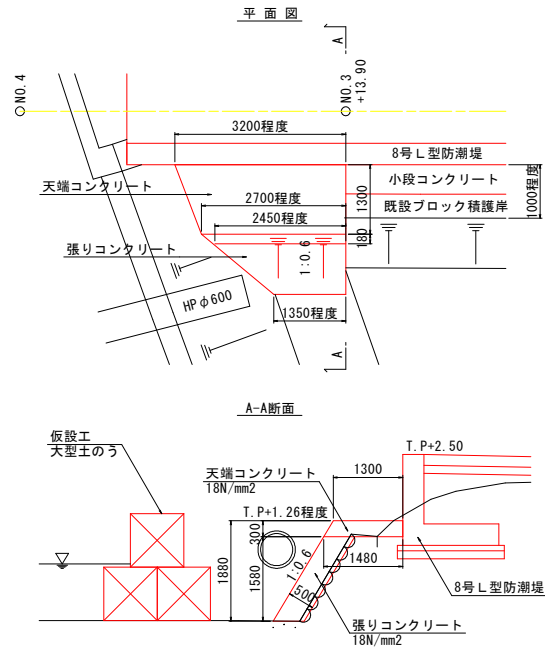 平面図
A
NO.4
NO.3
+13.90
3200程度
8号L型防潮堤
天端コンクリート
小段コンクリート
1300
1000程度
2700程度
既設ブロック積護岸
2450程度
180
張りコンクリート
1:0.6
HPφ600
1350程度
A
A-A断面
仮設工
大型土のう
T.P+2.50
天端コンクリート
18N/mm2
1300
T.P+1.26程度
300
1480
1880
1580
1:0.6
500
8号L型防潮堤
張りコンクリート
18N/mm2